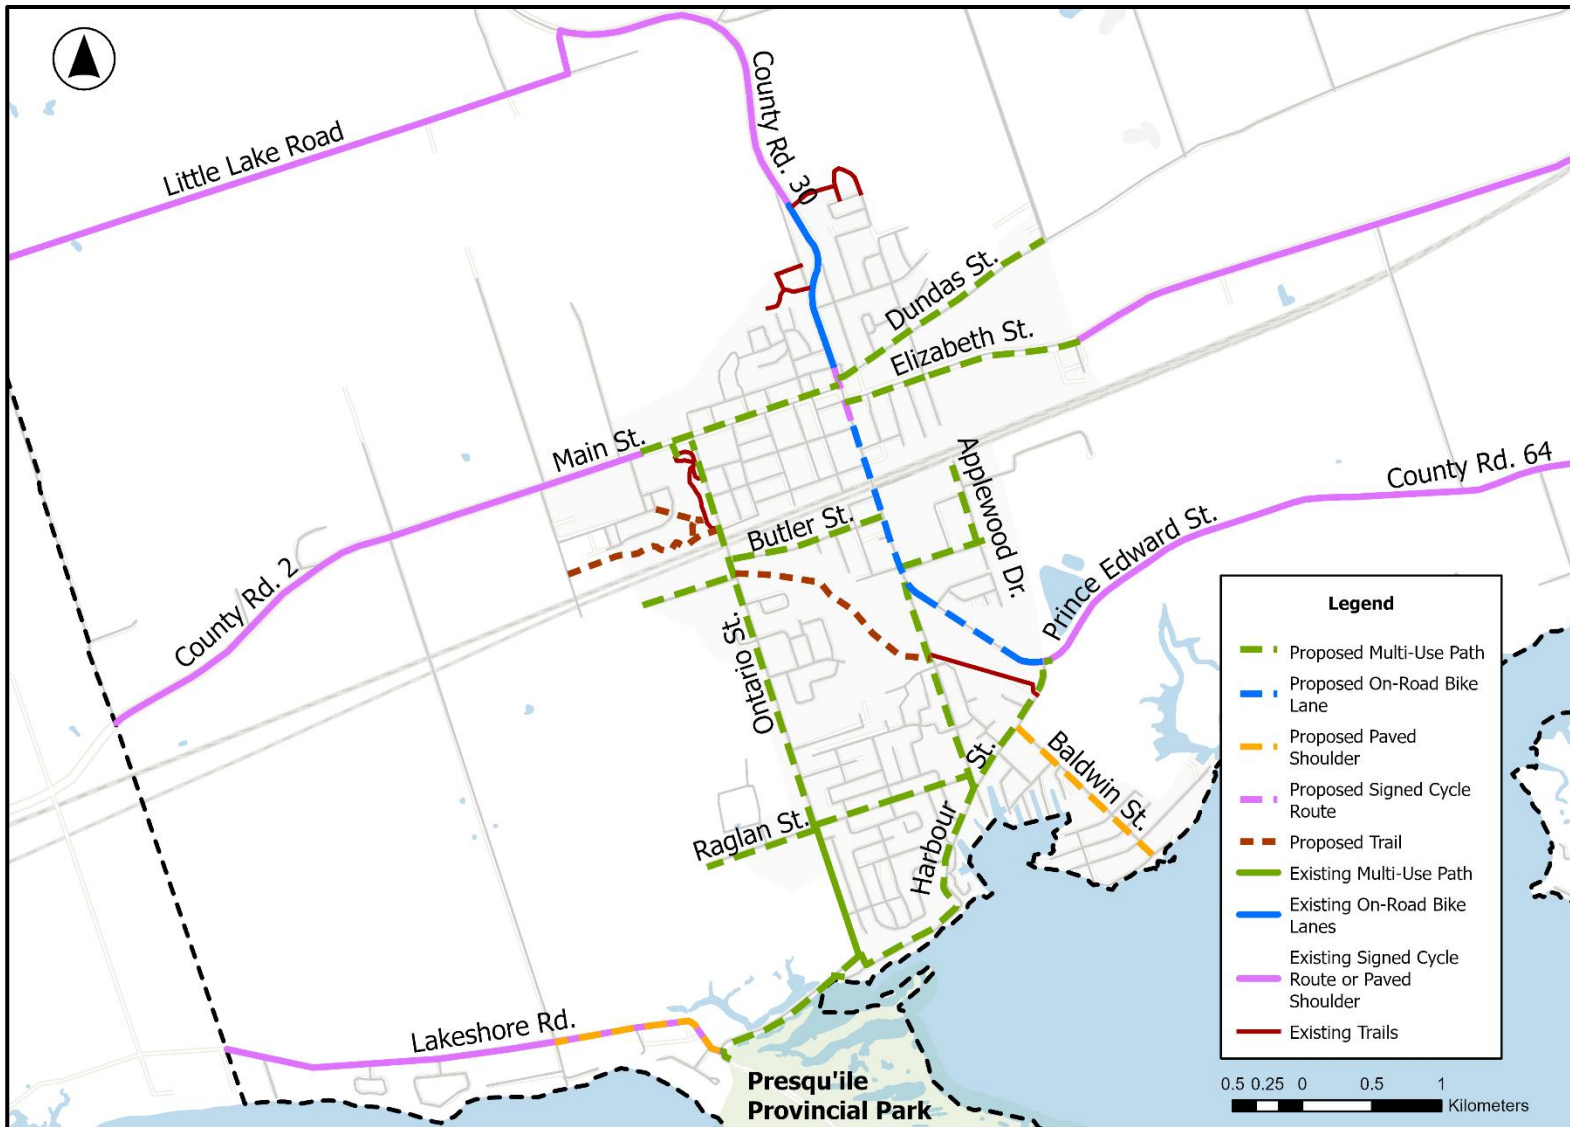 County Rd. 30
Little Lake Road
Dundas St.
Elizabeth St.
Main St.
Applewood Dr.
County Rd. 64
Butler St.
Prince Edward St.
County Rd. 2
Ontario St.
Baldwin St.
Raglan St.
Harbour St.
Lakeshore Rd.
Presqu'ile
Provincial Park
Legend
Proposed Multi-Use Path
Proposed On-Road Bike
Lane
Proposed Paved
Shoulder
Proposed Signed Cycle
Route
Proposed Trail
Existing Multi-Use Path
Existing On-Road Bike
Lanes
Existing Signed Cycle
Route or Paved
Shoulder
Existing Trails
0.5 0.25 0 0.5 1
Kilometers